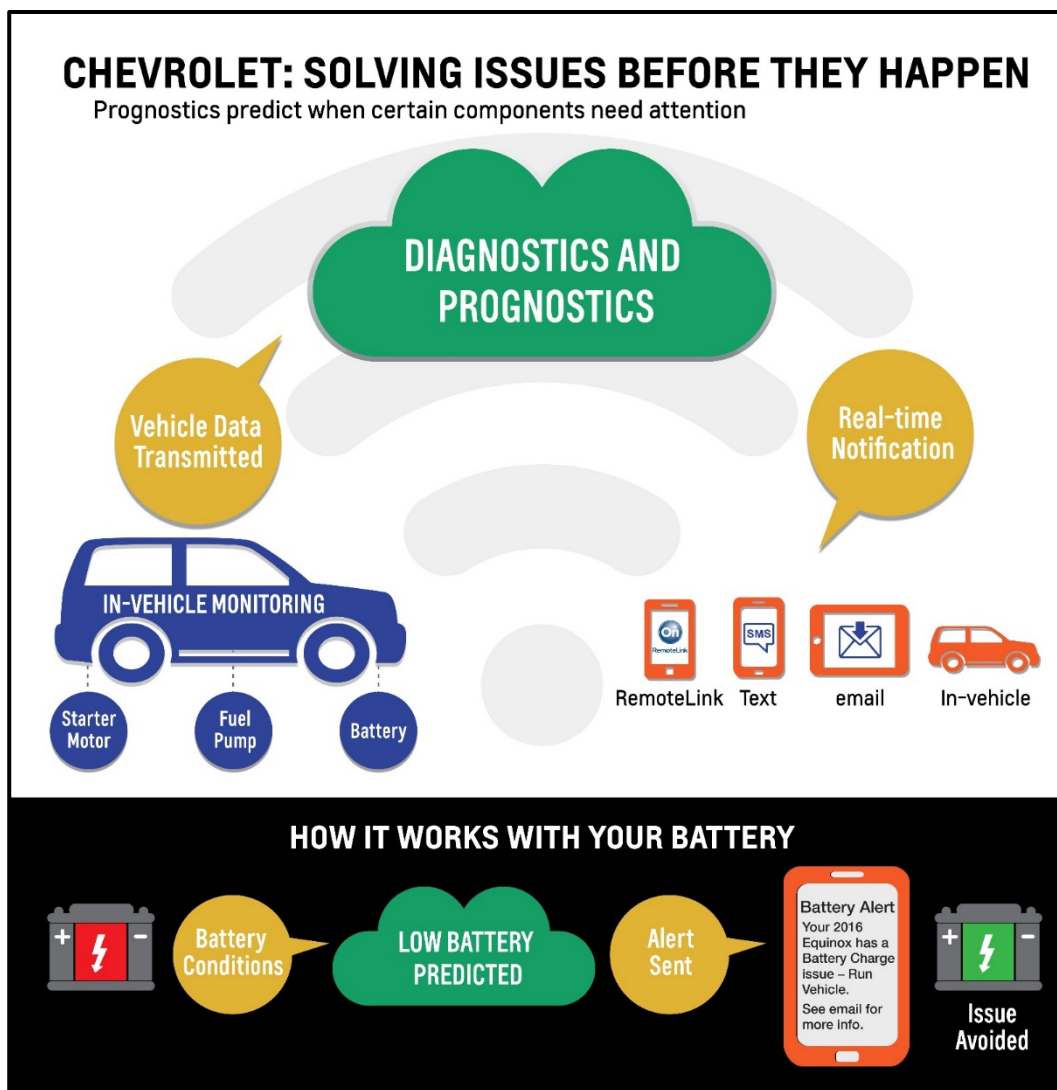 CHEVROLET: SOLVING ISSUES BEFORE THEY HAPPEN
Prognostics predict when certain components need attention
DIAGNOSTICS AND
PROGNOSTICS
Vehicle Data
Transmitted
Real-time
Notification
IN-VEHICLE MONITORING
Starter
Motor
Fuel
Pump
Battery
On
RemoteLink
SMS
RemoteLink
Text
email
In-vehicle
HOW IT WORKS WITH YOUR BATTERY
+ -
Battery
Conditions
LOW BATTERY
PREDICTED
Alert
Sent
Battery Alert
Your 2016
Equinox has a
Battery Charge
issue – Run
Vehicle.
See email for
more info.
+ -
Issue
Avoided